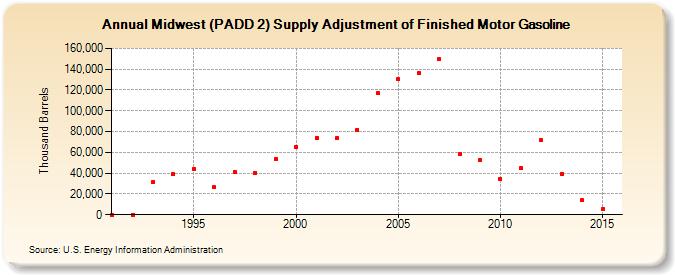 Annual Midwest (PADD 2) Supply Adjustment of Finished Motor Gasoline
Thousand Barrels
160,000
140,000
120,000
100,000
80,000
60,000
40,000
20,000
0
1995 2000 2005 2010 2015
Source: U.S. Energy Information Administration